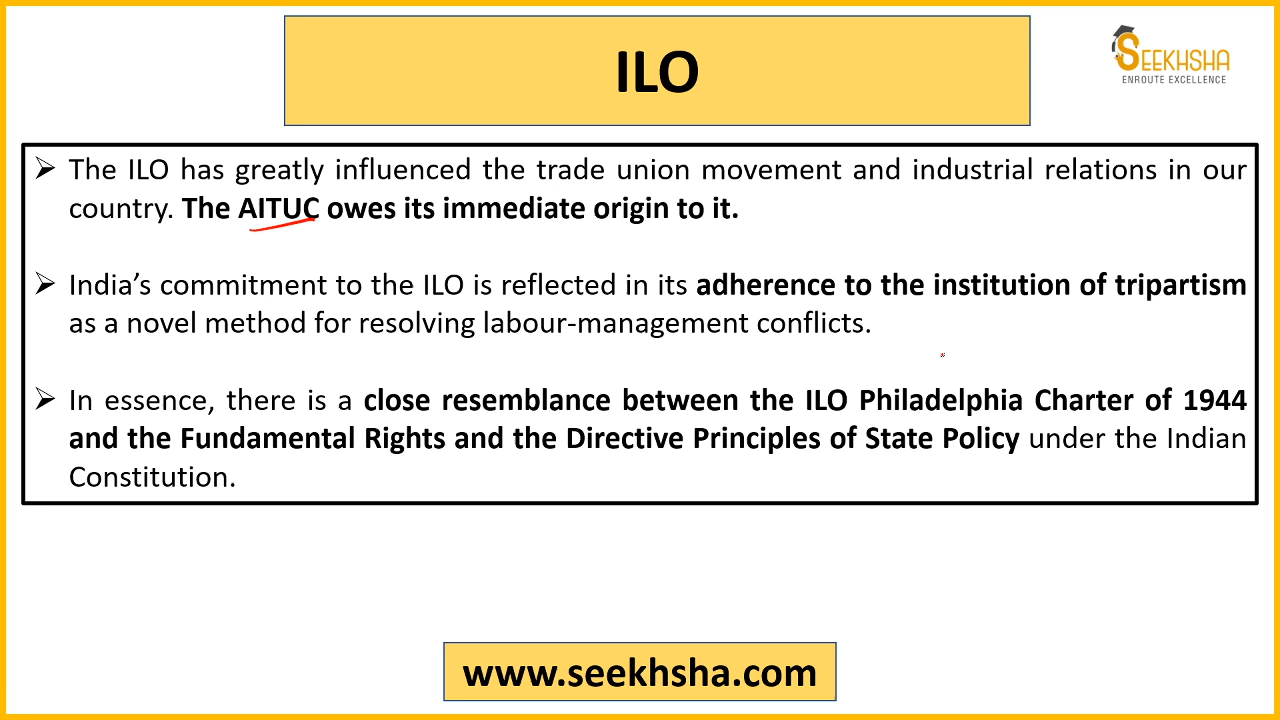 ILO
SEEKHSHA
ENROUTE EXCELLENCE
➢ The ILO has greatly influenced the trade union movement and industrial relations in our
country. The AITUC owes its immediate origin to it.
➢ India’s commitment to the ILO is reflected in its adherence to the institution of tripartism
as a novel method for resolving labour-management conflicts.
➢ In essence, there is a close resemblance between the ILO Philadelphia Charter of 1944
and the Fundamental Rights and the Directive Principles of State Policy under the Indian
Constitution.
www.seekhsha.com